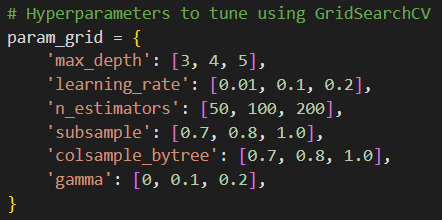 # Hyperparameters to tune using GridSearchCV
param_grid = {
    'max_depth': [3, 4, 5],
    'learning_rate': [0.01, 0.1, 0.2],
    'n_estimators': [50, 100, 200],
    'subsample': [0.7, 0.8, 1.0],
    'colsample_bytree': [0.7, 0.8, 1.0],
    'gamma': [0, 0.1, 0.2],
}